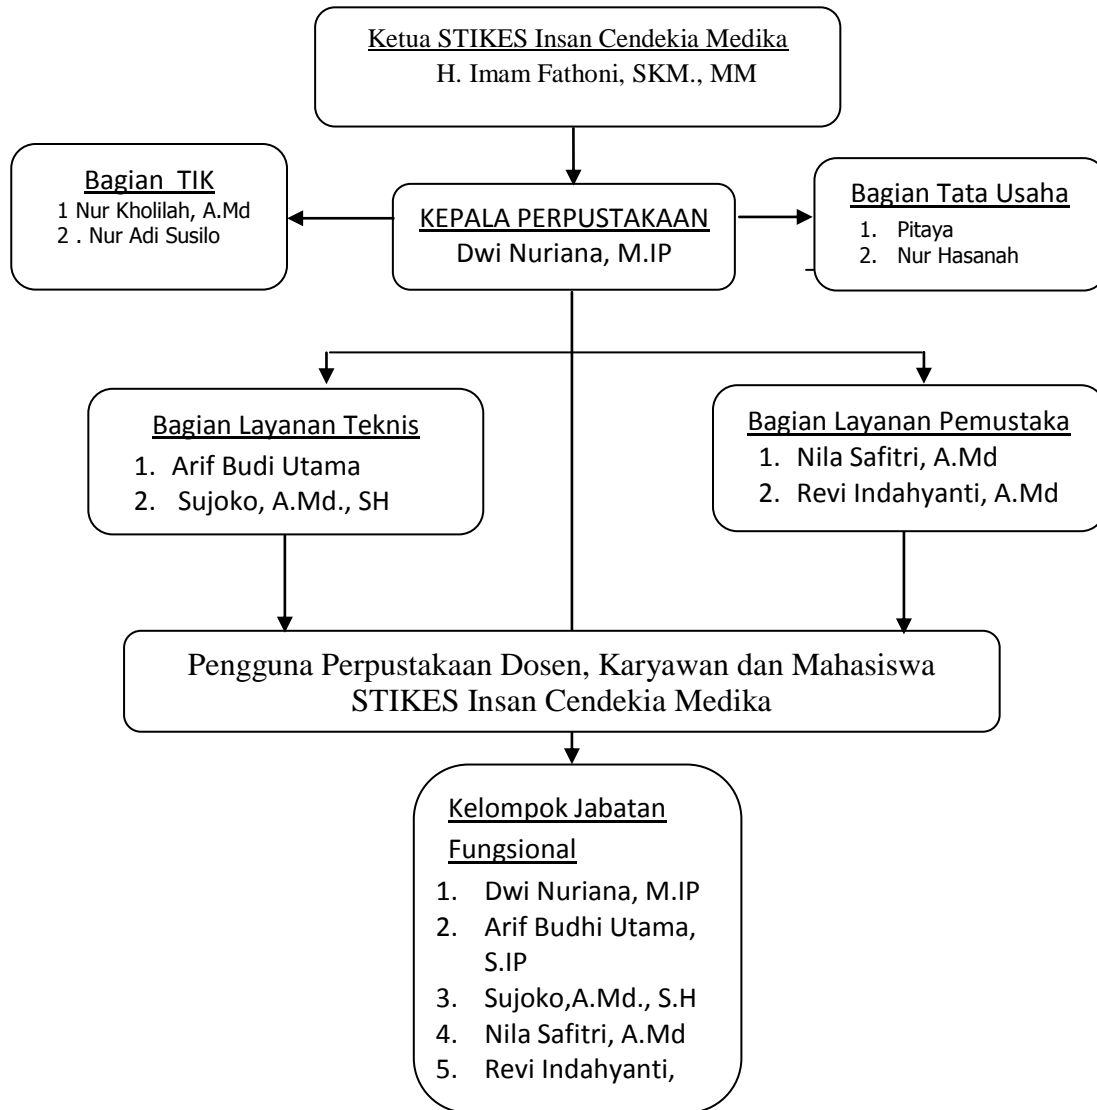 Ketua STIKES Insan Cendekia Medika
H. Imam Fathoni, SKM., MM
Bagian TIK
1 Nur Kholilah, A.Md
2 . Nur Adi Susilo
KEPALA PERPUSTAKAAN
Dwi Nuriana, M.IP
Bagian Tata Usaha
1. Pitaya
2. Nur Hasanah
Bagian Layanan Teknis
1. Arif Budi Utama
2. Sujoko, A.Md., SH
Bagian Layanan Pemustaka
1. Nila Safitri, A.Md
2. Revi Indahyanti, A.Md
Pengguna Perpustakaan Dosen, Karyawan dan Mahasiswa
STIKES Insan Cendekia Medika
Kelompok Jabatan
Fungsional
1. Dwi Nuriana, M.IP
2. Arif Budhi Utama,
S.IP
3. Sujoko,A.Md., S.H
4. Nila Safitri, A.Md
5. Revi Indahyanti,